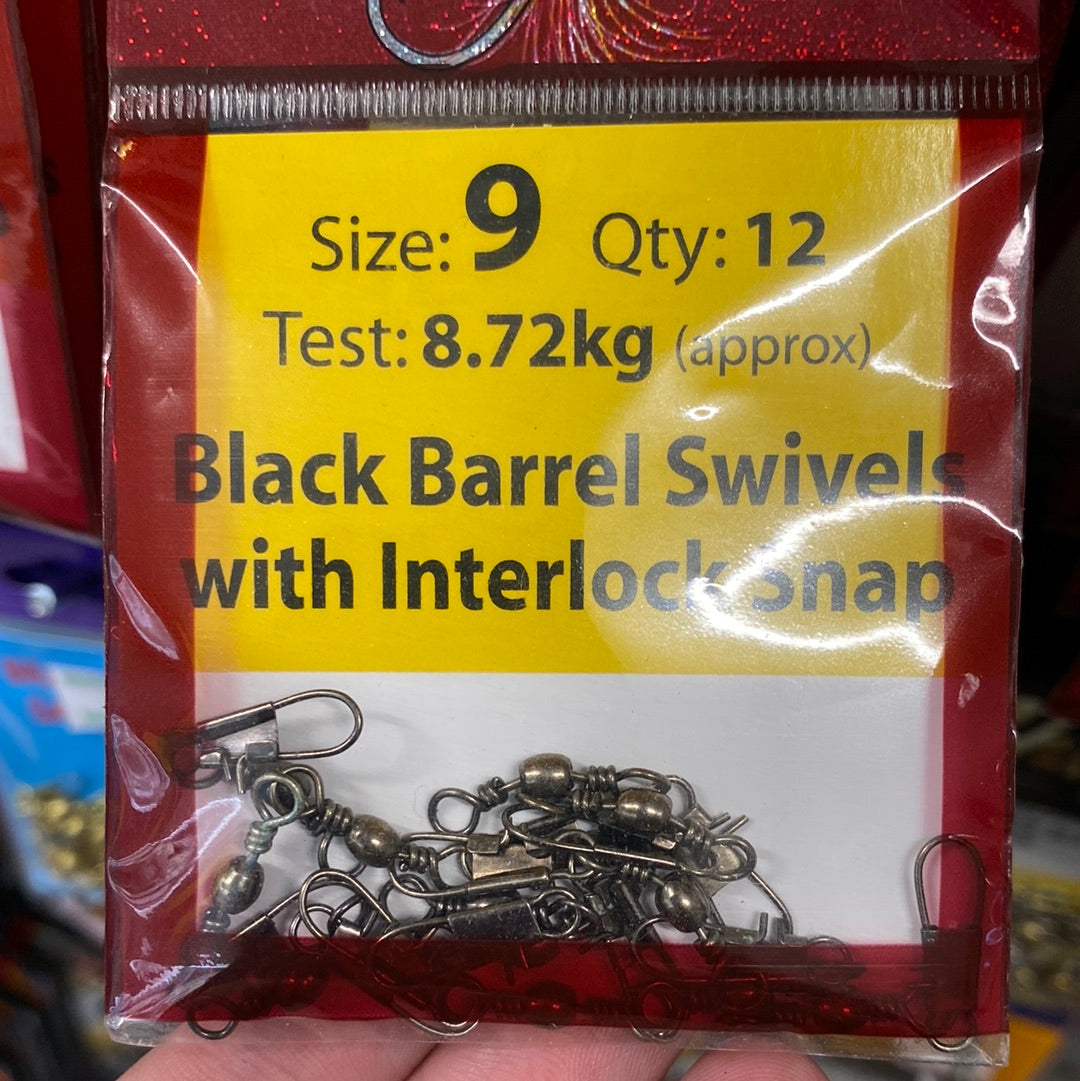 Size: 9 Qty: 12
Test: 8.72kg (approx)
Black Barrel Swivels
with Interlock Snap